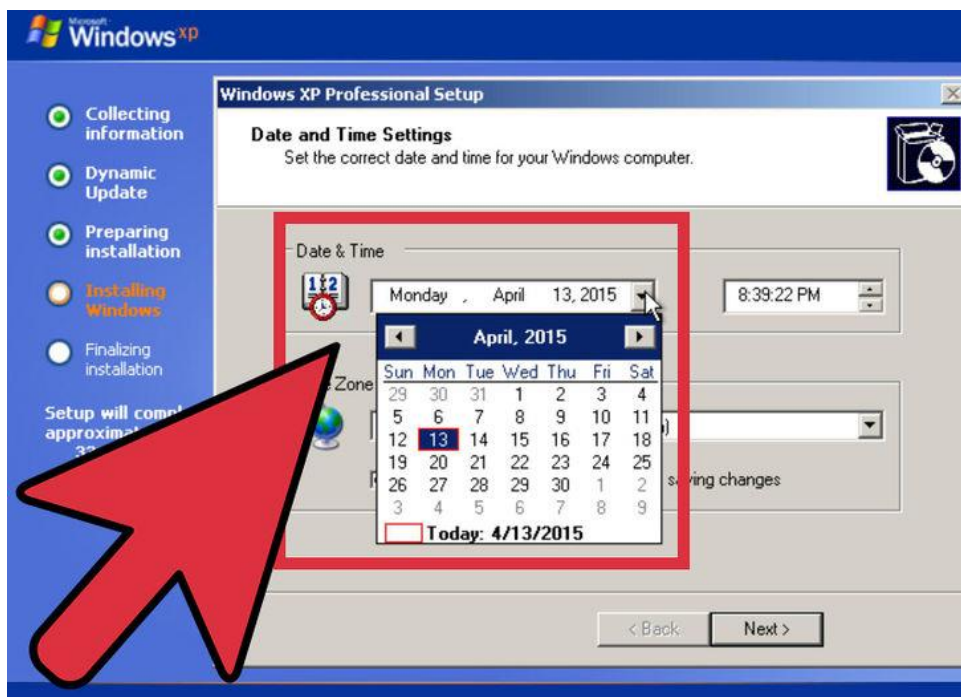 Microsoft
Windows xp
Windows XP Professional Setup
Collecting
information
Dynamic
Update
Preparing
installation
Installing
Windows
Finalizing
installation
Setup will
Date and Time Settings
Set the correct date and time for your Windows computer.
Date & Time
Monday , April 13, 2015
8:39:22 PM
April, 2015
Sun Mon Tue Wed Thu Fri Sat
29 30 31 1 2 3 4
5 6 7 8 9 10 11
12 13 14 15 16 17 18
19 20 21 22 23 24 25
26 27 28 29 30 1 2
3 4 5 6 7 8 9
Today: 4/13/2015
Zone
changes
< Back
Next >